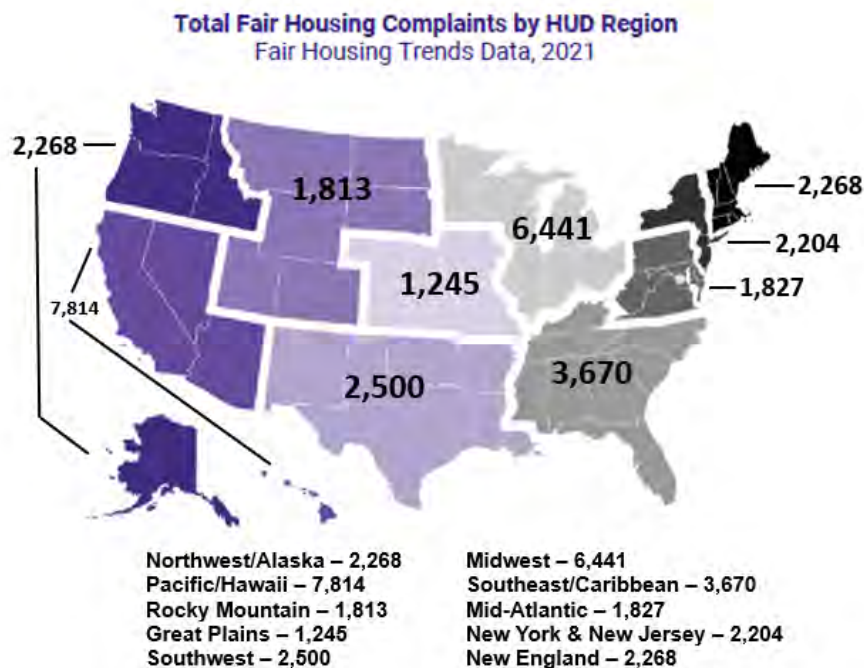 Total Fair Housing Complaints by HUD Region
Fair Housing Trends Data, 2021
2,268
1,813
6,441
2,268
2,204
1,245
1,827
7,814
2,500
3,670
Northwest/Alaska – 2,268
Pacific/Hawaii – 7,814
Rocky Mountain – 1,813
Great Plains – 1,245
Southwest – 2,500
Midwest – 6,441
Southeast/Caribbean – 3,670
Mid-Atlantic – 1,827
New York & New Jersey – 2,204
New England – 2,268